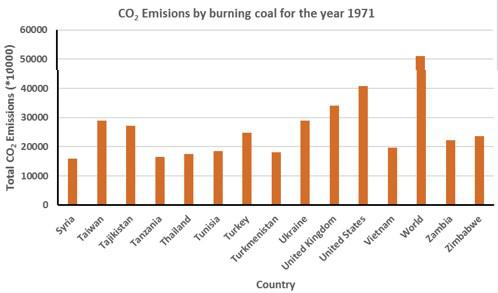 CO₂ Emisions by burning coal for the year 1971
Total CO₂ Emissions (*10000)
60000
50000
40000
30000
20000
10000
0
Syria
Taiwan
Tajikistan
Tanzania
Thailand
Tunisia
Turkey
Turkmenistan
Ukraine
United Kingdom
United States
Vietnam
World
Zambia
Zimbabwe
Country